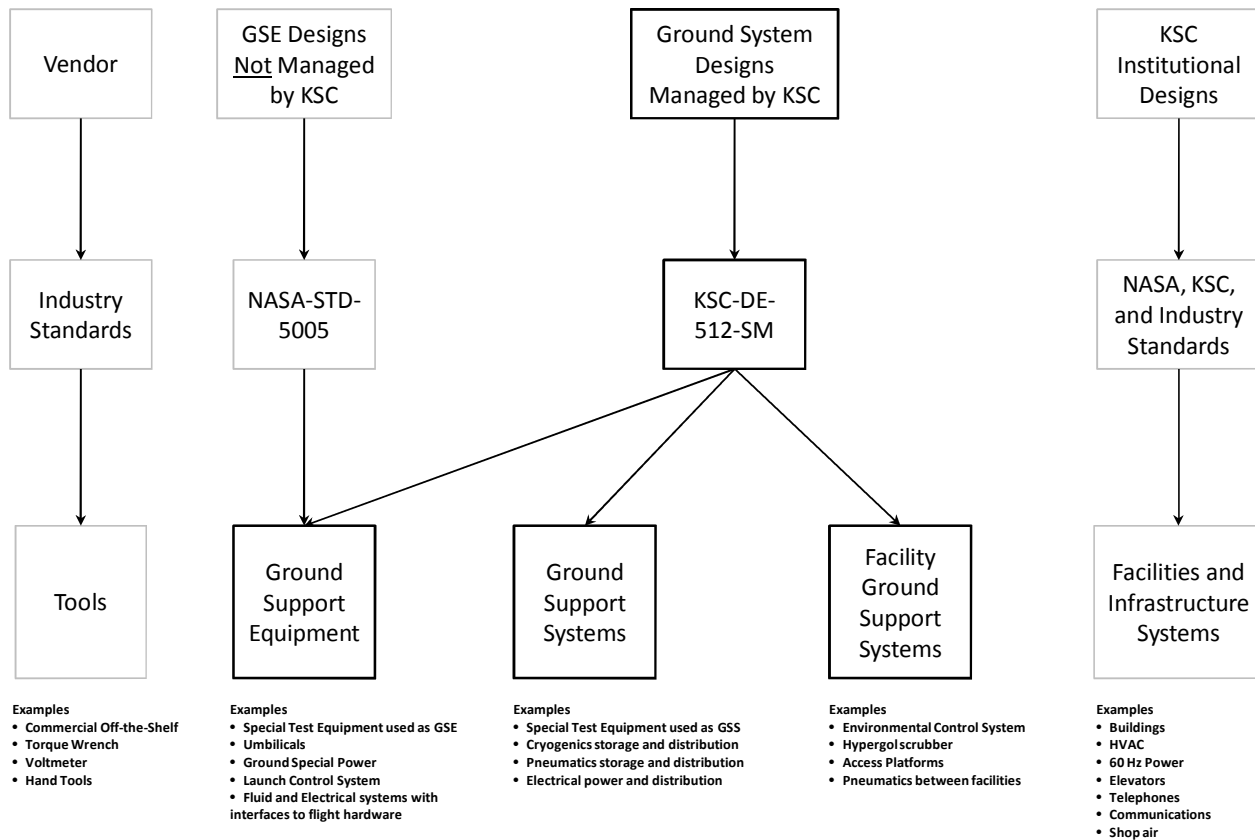 Vendor
GSE Designs
Not Managed
by KSC
Ground System
Designs
Managed by KSC
KSC
Institutional
Designs
Industry
Standards
NASA-STD-
5005
KSC-DE-
512-SM
NASA, KSC,
and Industry
Standards
Tools
Ground
Support
Equipment
Ground
Support
Systems
Facility
Ground
Support
Systems
Facilities and
Infrastructure
Systems
Examples
• Commercial Off-the-Shelf
• Torque Wrench
• Voltmeter
• Hand Tools
Examples
• Special Test Equipment used as GSE
• Umbilicals
• Ground Special Power
• Launch Control System
• Fluid and Electrical systems with
interfaces to flight hardware
Examples
• Special Test Equipment used as GSS
• Cryogenics storage and distribution
• Pneumatics storage and distribution
• Electrical power and distribution
Examples
• Environmental Control System
• Hypergol scrubber
• Access Platforms
• Pneumatics between facilities
Examples
• Buildings
• HVAC
• 60 Hz Power
• Elevators
• Telephones
• Communications
• Shop air